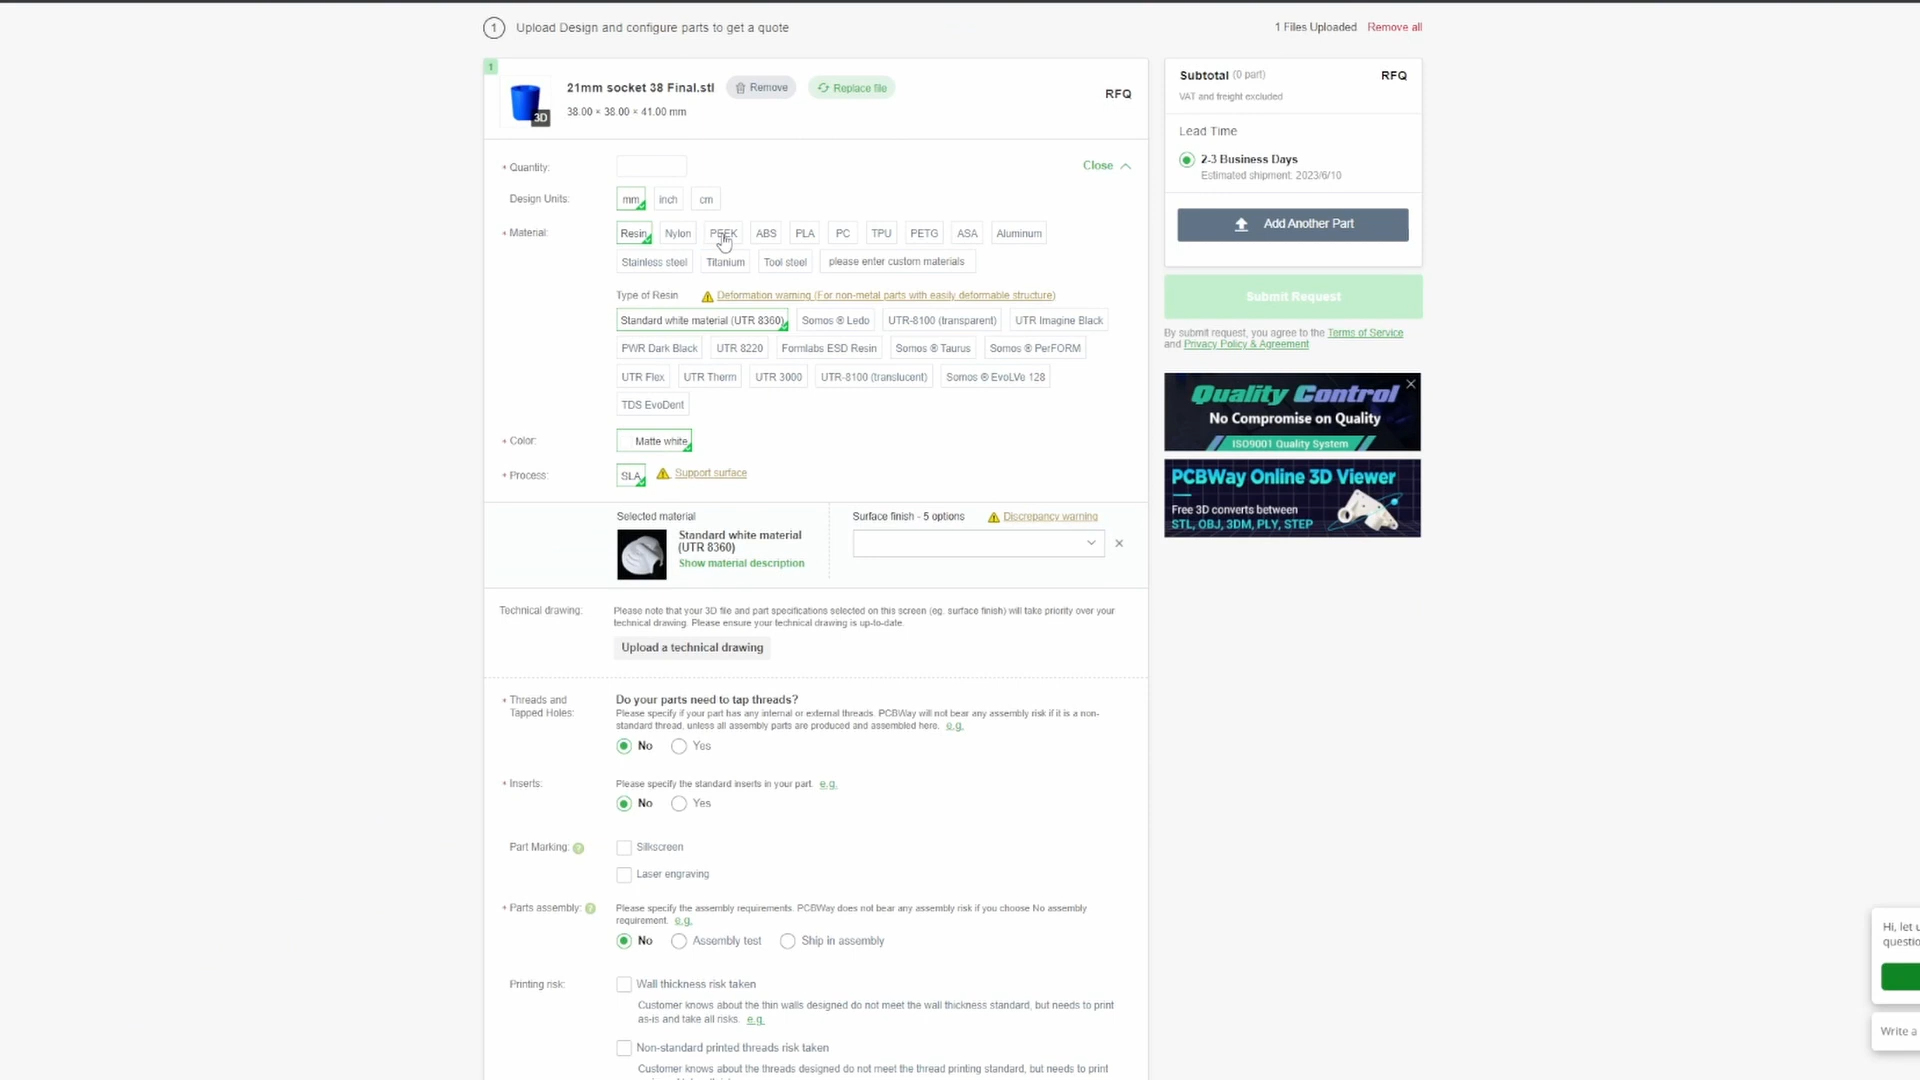 1 Upload Design and configure parts to get a quote
1 Files Uploaded Remove all
1
21mm socket 38 Final.stl Remove Replace file
3D
38.00 × 38.00 × 41.00 mm
RFQ
* Quantity:
Close
Design Units: mm inch cm
* Material: Resin Nylon PEEK ABS PLA PC TPU PETG ASA Aluminum
Stainless steel Titanium Tool steel please enter custom materials
Type of Resin Deformation warning (For non-metal parts with easily deformable structure)
Standard white material (UTR 8360) Somos ® Ledo UTR-8100 (transparent) UTR Imagine Black
PWR Dark Black UTR 8220 Formlabs ESD Resin Somos ® Taurus Somos ® PerFORM
UTR Flex UTR Therm UTR 3000 UTR-8100 (translucent) Somos ® EvoLVe 128
TDS EvoDent
* Color: Matte white
* Process: SLA Support surface
Selected material
Standard white material
(UTR 8360)
Show material description
Surface finish - 5 options Discrepancy warning
Technical drawing: Please note that your 3D file and part specifications selected on this screen (eg. surface finish) will take priority over your
technical drawing. Please ensure your technical drawing is up-to-date.
Upload a technical drawing
* Threads and
Tapped Holes:
Do your parts need to tap threads?
Please specify if your part has any internal or external threads. PCBWay will not bear any assembly risk if it is a non-
standard thread, unless all assembly parts are produced and assembled here. e.g.
No Yes
* Inserts: Please specify the standard inserts in your part. e.g.
No Yes
Part Marking: ? Silkscreen
Laser engraving
* Parts assembly: ? Please specify the assembly requirements. PCBWay does not bear any assembly risk if you choose No assembly
requirement. e.g.
No Assembly test Ship in assembly
Printing risk: Wall thickness risk taken
Customer knows about the thin walls designed do not meet the wall thickness standard, but needs to print
as-is and take all risks. e.g.
Non-standard printed threads risk taken
Customer knows about the threads designed do not meet the thread printing standard, but needs to print
Subtotal (0 part) RFQ
VAT and freight excluded
Lead Time
2-3 Business Days
Estimated shipment: 2023/6/10
Add Another Part
Submit Request
By submit request, you agree to the Terms of Service
and Privacy Policy & Agreement
Quality Control
No Compromise on Quality
ISO9001 Quality System
PCBWay Online 3D Viewer
Free 3D converts between
STL, OBJ, 3DM, PLY, STEP
Hi, let u
questio
Write a